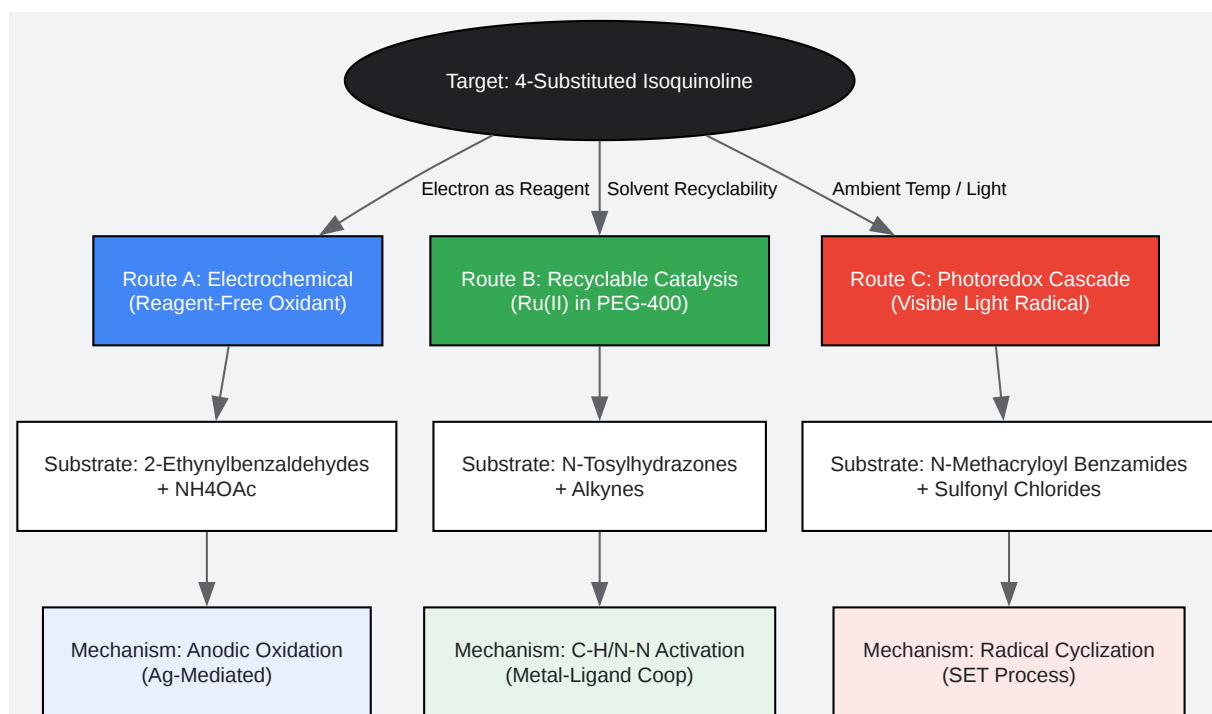 Target: 4-Substituted Isoquinoline
Electron as Reagent
Solvent Recyclability
Ambient Temp / Light
Route A: Electrochemical
(Reagent-Free Oxidant)
Route B: Recyclable Catalysis
(Ru(II) in PEG-400)
Route C: Photoredox Cascade
(Visible Light Radical)
Substrate: 2-Ethynylbenzaldehydes
+ NH4OAc
Substrate: N-Tosylhydrazones
+ Alkynes
Substrate: N-Methacryloyl Benzamides
+ Sulfonyl Chlorides
Mechanism: Anodic Oxidation
(Ag-Mediated)
Mechanism: C-H/N-N Activation
(Metal-Ligand Coop)
Mechanism: Radical Cyclization
(SET Process)